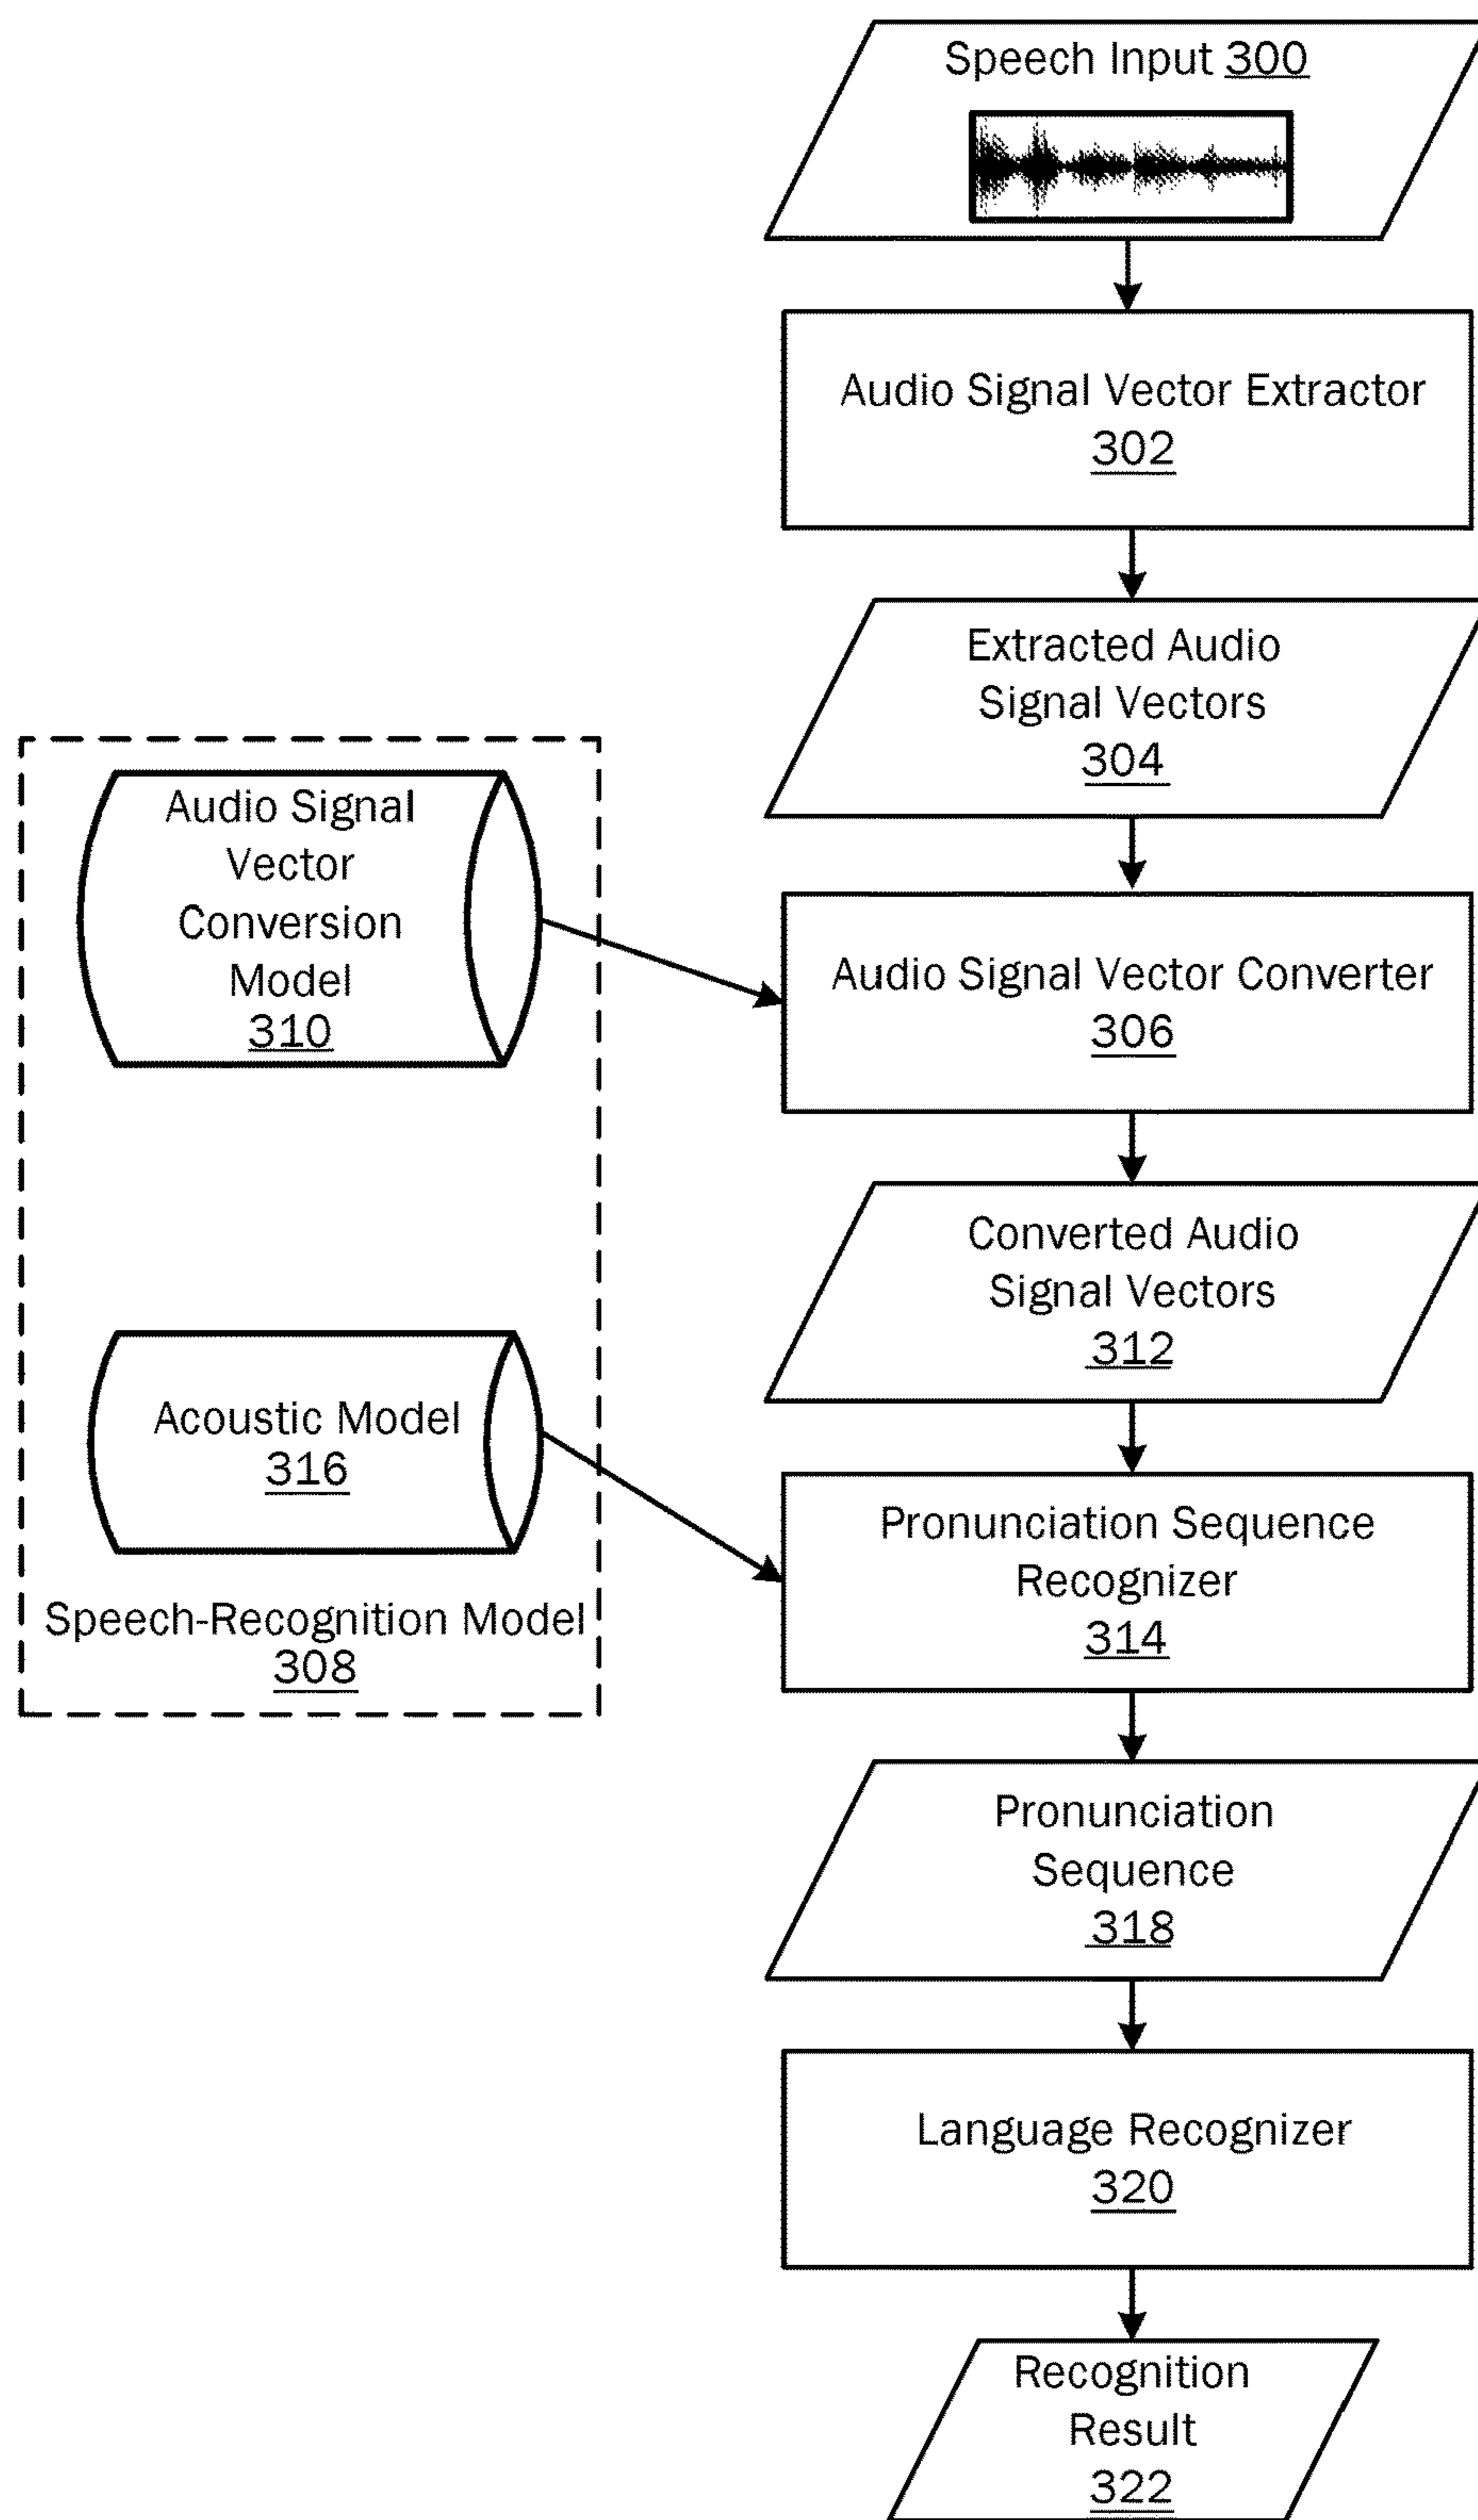 Speech Input 300
Audio Signal Vector Extractor
302
Extracted Audio
Signal Vectors
304
Audio Signal
Vector
Conversion
Model
310
Audio Signal Vector Converter
306
Converted Audio
Signal Vectors
312
Acoustic Model
316
Pronunciation Sequence
Recognizer
314
Speech-Recognition Model
308
Pronunciation
Sequence
318
Language Recognizer
320
Recognition
Result
322